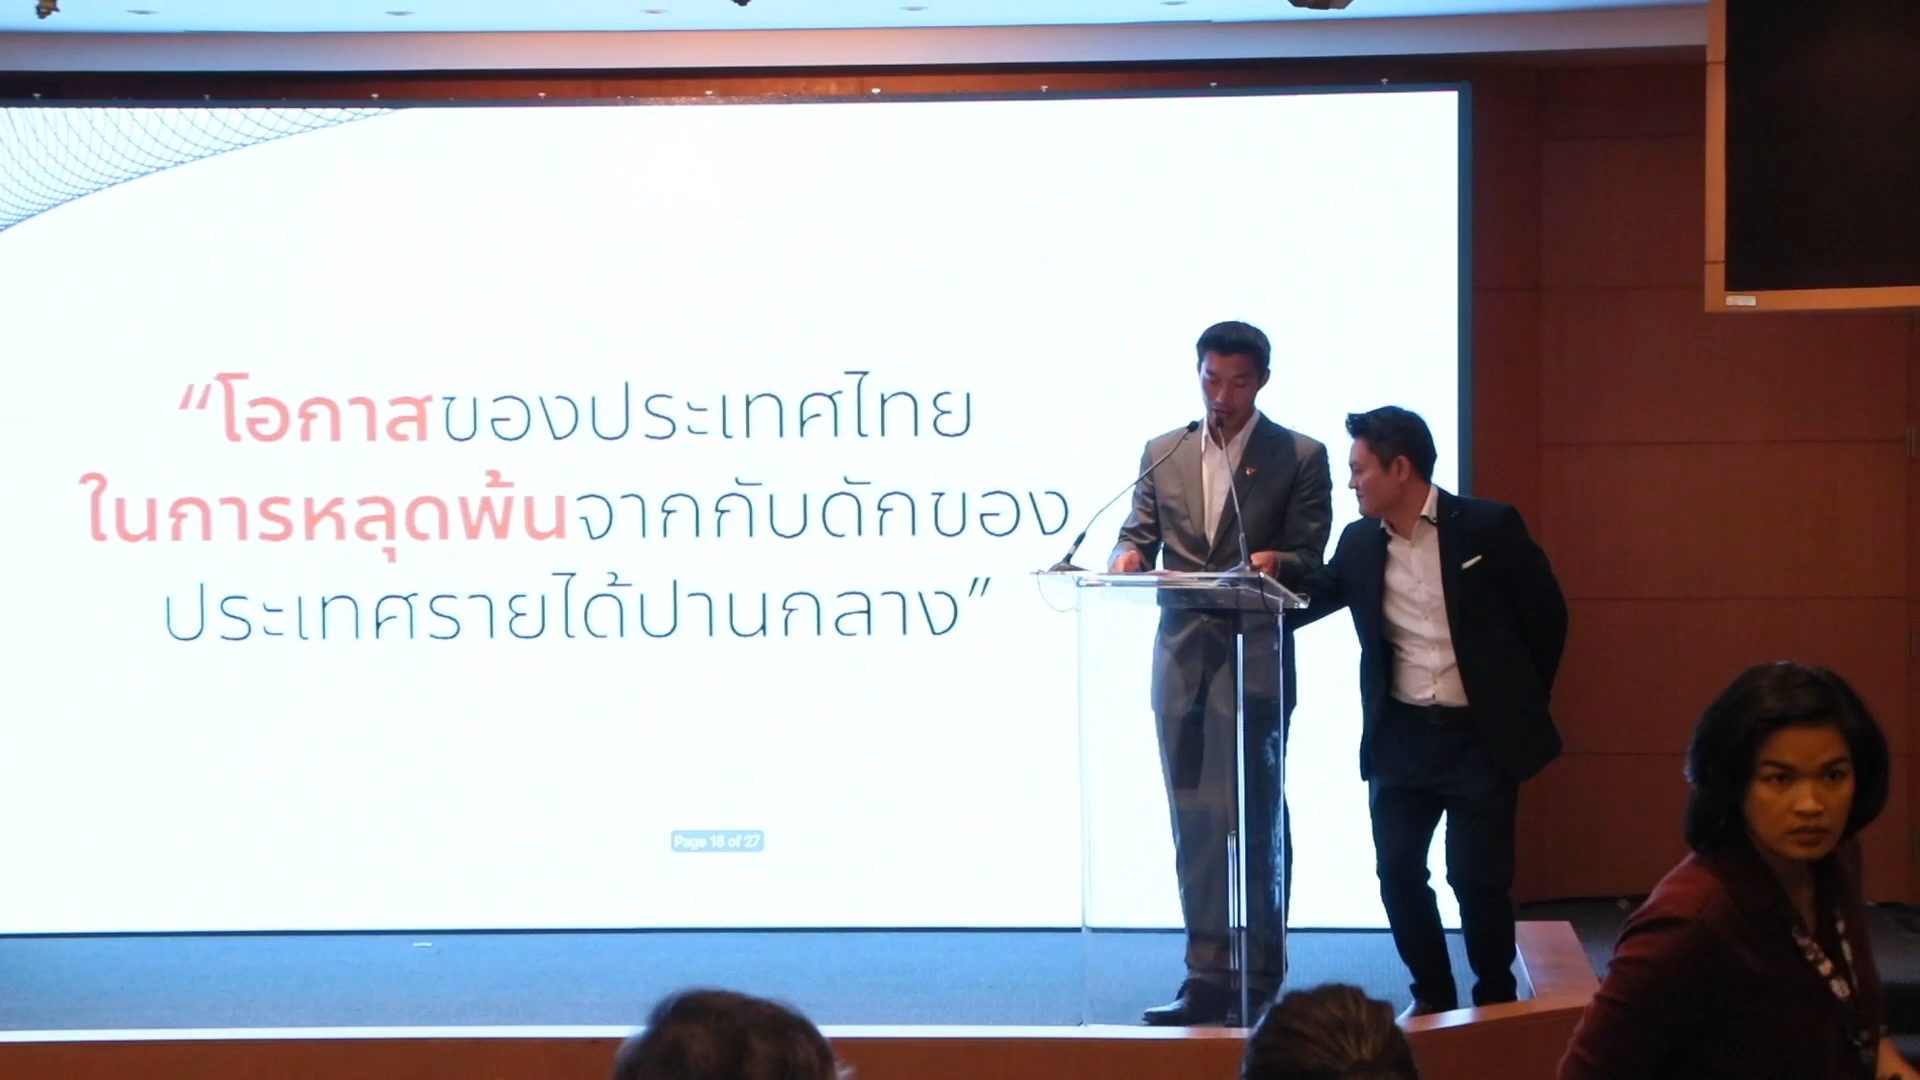 “โอกาสของประเทศไทย
ในการหลุดพ้นจากกับดักของ
ประเทศรายได้ปานกลาง”
Page 18 of 27